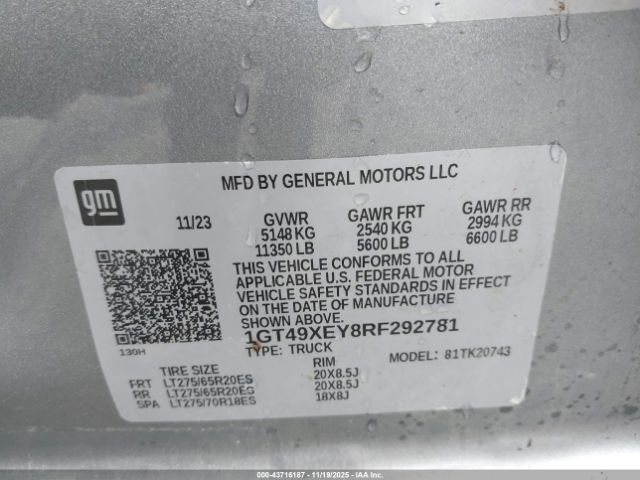 gm
MFD BY GENERAL MOTORS LLC
11/23
GVWR GAWR FRT GAWR RR
5148 KG 2540 KG 2994 KG
11350 LB 5600 LB 6600 LB
THIS VEHICLE CONFORMS TO ALL
APPLICABLE U.S. FEDERAL MOTOR
VEHICLE SAFETY STANDARDS IN EFFECT
ON THE DATE OF MANUFACTURE
SHOWN ABOVE.
1GT49XEY8RF292781
130H
TYPE: TRUCK MODEL: 81TK20743
TIRE SIZE RIM
FRT LT275/65R20ES 20X8.5J
RR LT275/65R20ES 20X8.5J
SPA LT275/70R18ES 18X8J
000-43716187 - 11/19/2025 - IAAI.COM